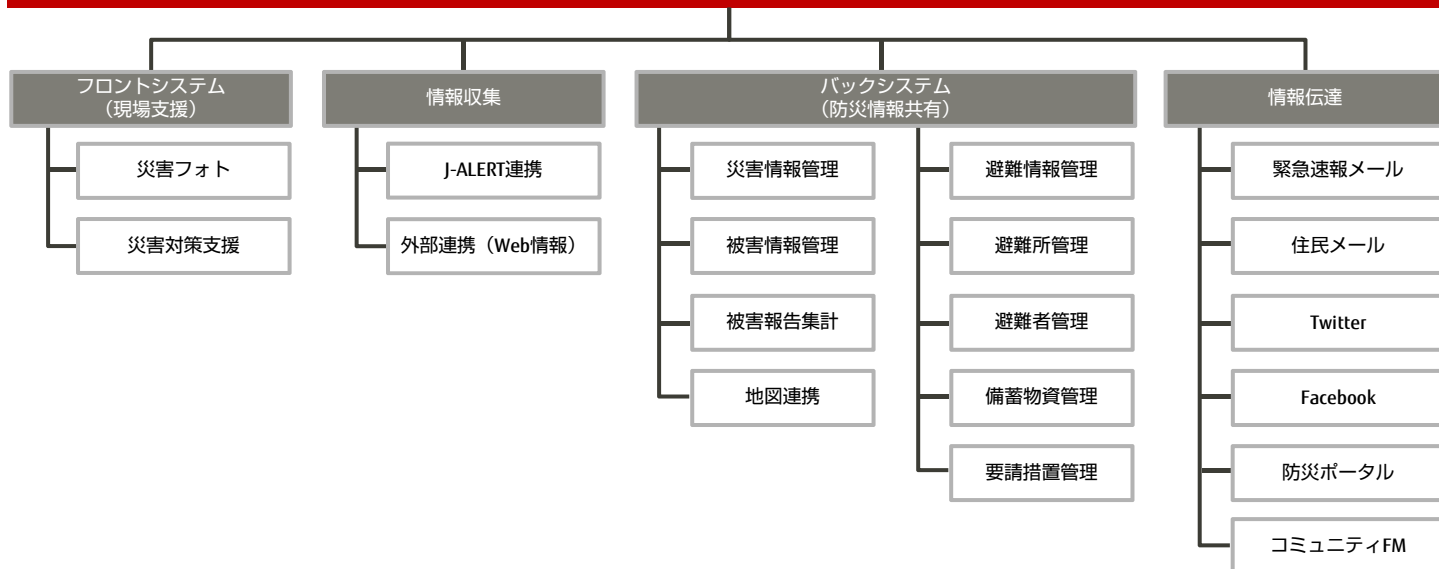 フロントシステム
（現場支援）
災害フォト
災害対策支援
情報収集
J-ALERT連携
外部連携（Web情報）
バックシステム
（防災情報共有）
災害情報管理
被害情報管理
被害報告集計
地図連携
避難情報管理
避難所管理
避難者管理
備蓄物資管理
要請措置管理
情報伝達
緊急速報メール
住民メール
Twitter
Facebook
防災ポータル
コミュニティFM